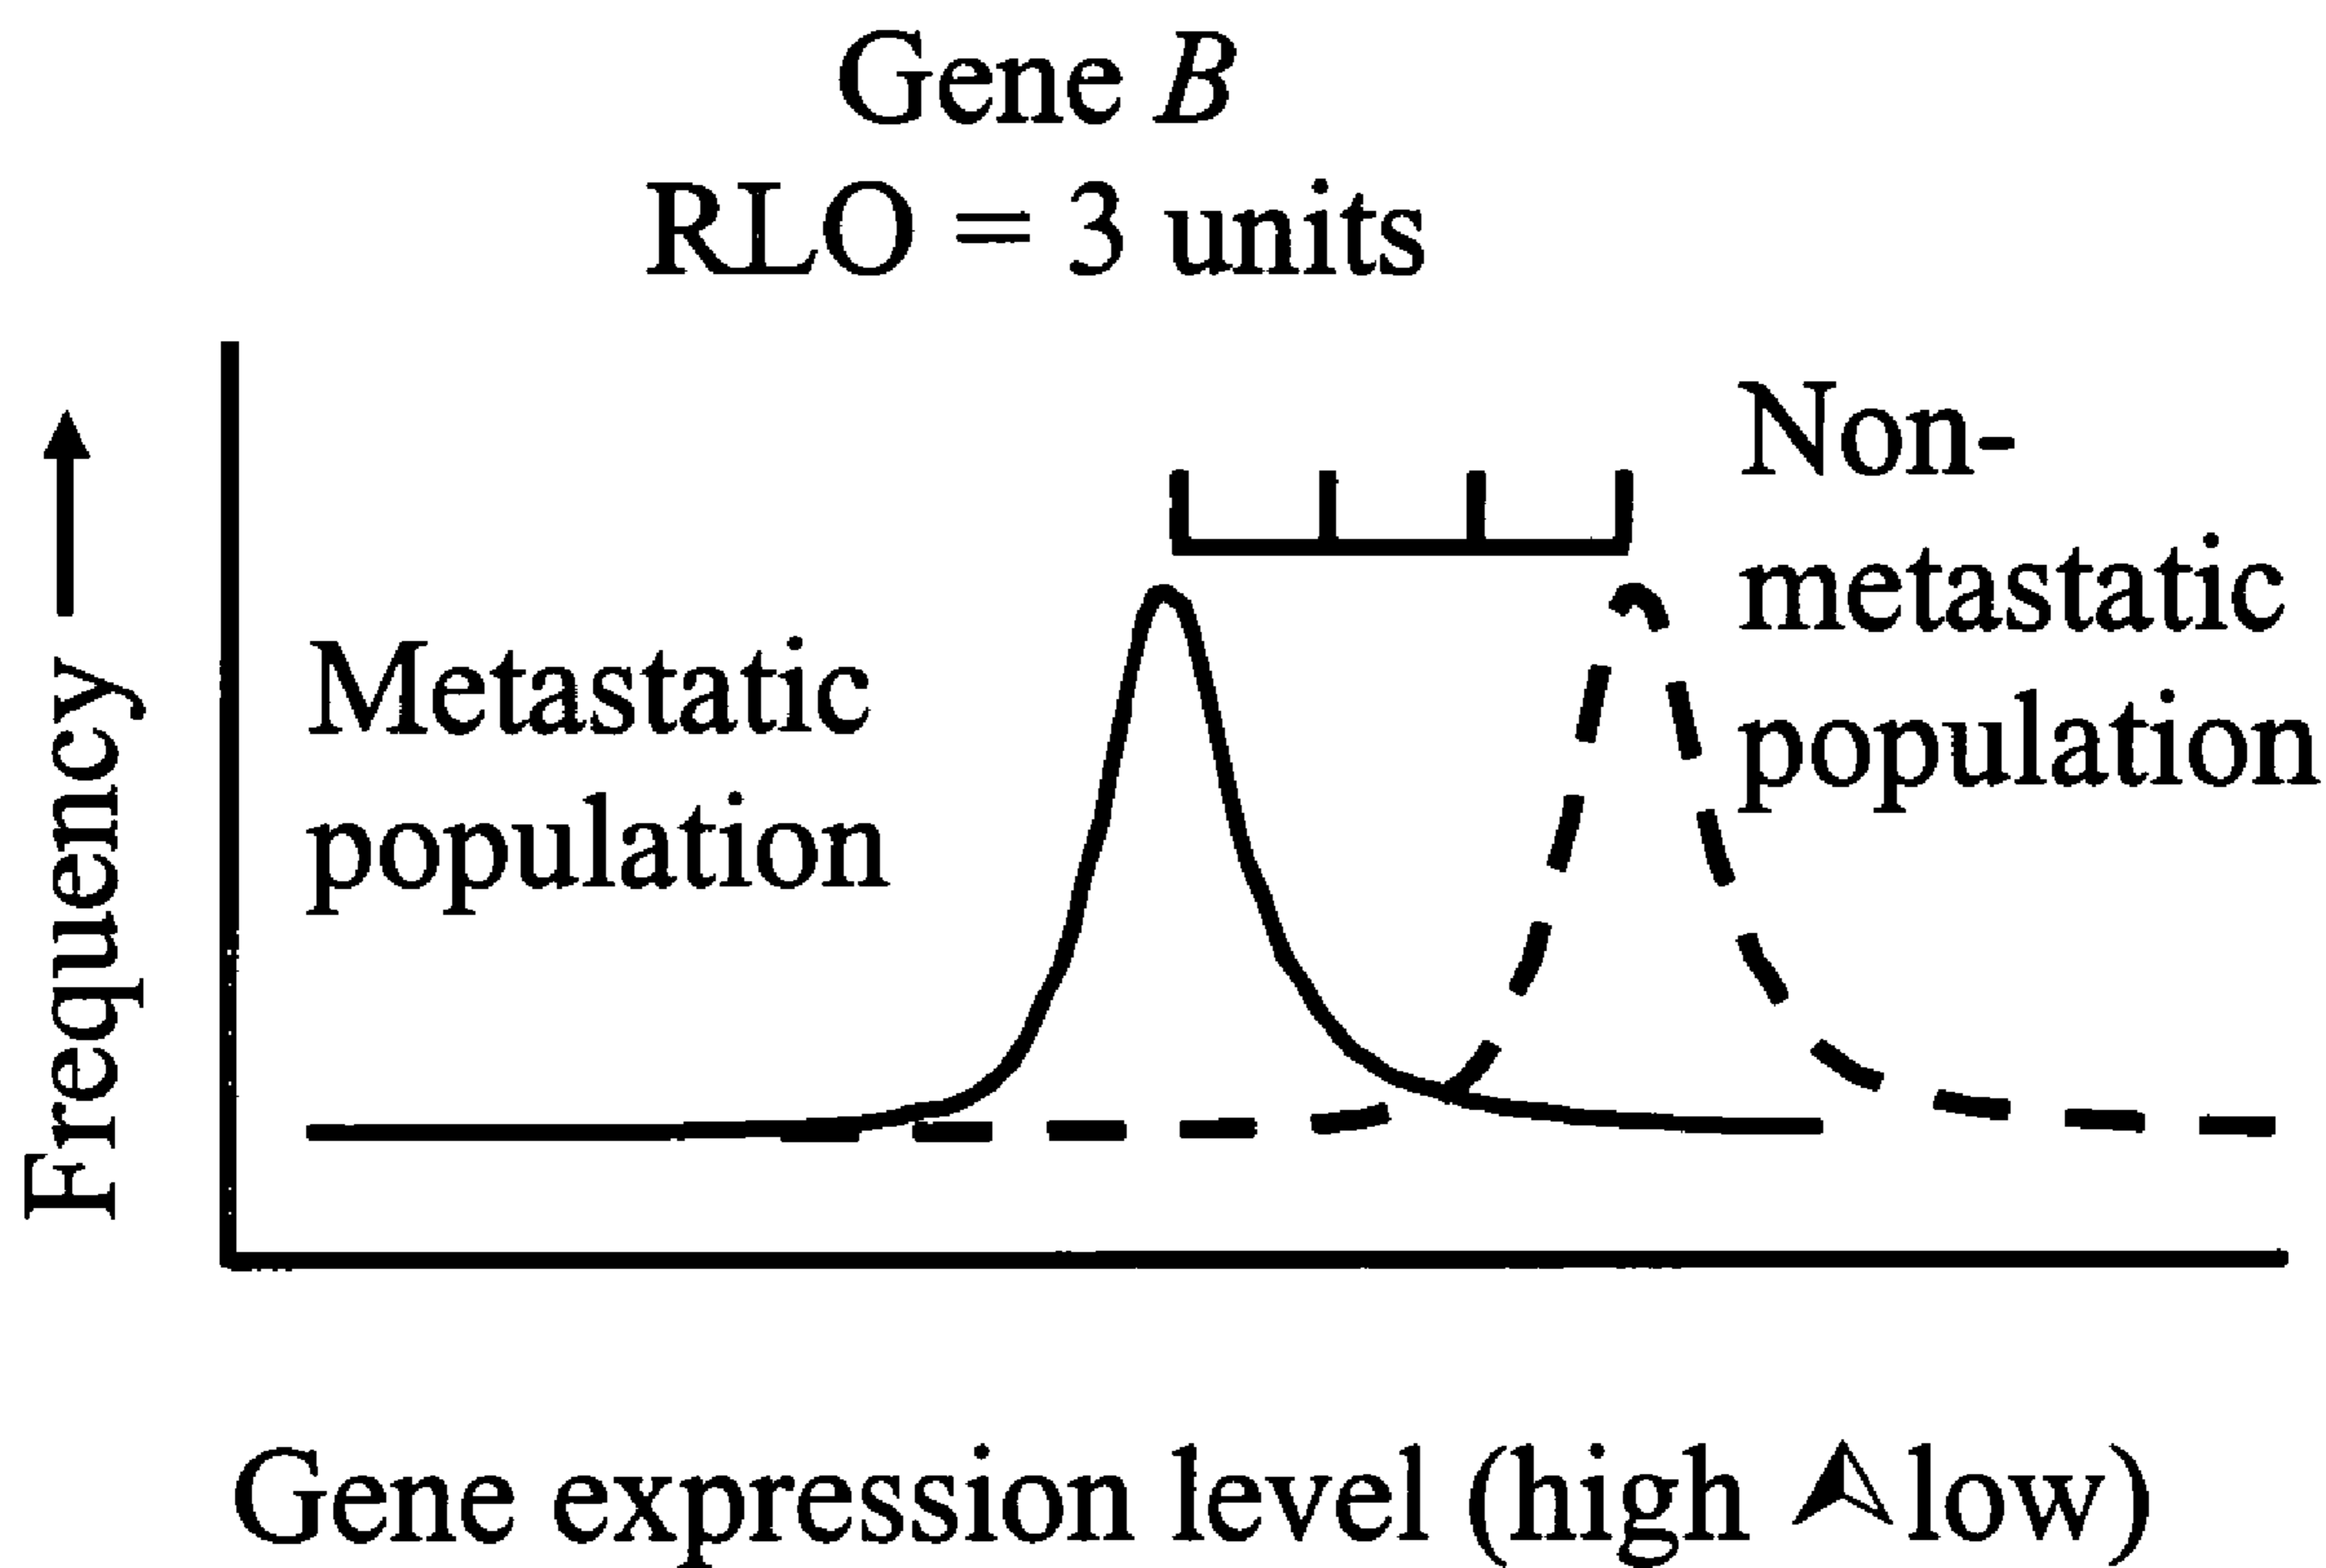 Gene B
RLO = 3 units
Non-
metastatic
population
Metastatic
population
Frequency
Gene expression level (high ➤ low)